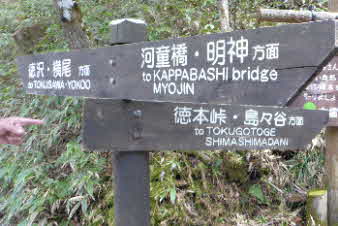 徳沢・横尾 方面
to TOKUSAWA・YOKOO
河童橋・明神 方面
to KAPPABASHI bridge
MYOJIN
徳本峠・島々谷 方面
to TOKUGOTOGE
SHIMASHIMADANI